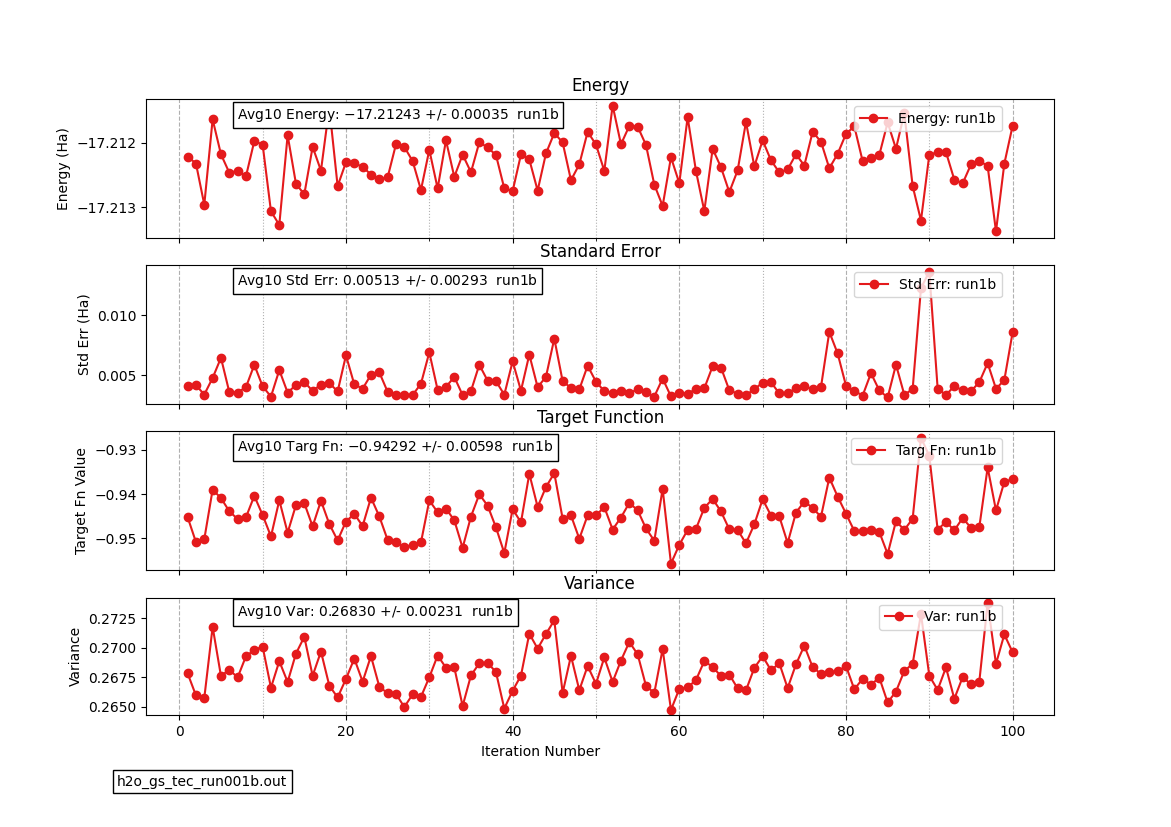 Energy
Avg10 Energy: −17.21243 +/- 0.00035  run1b
Energy: run1b
Energy (Ha)
−17.212
−17.213
Standard Error
Avg10 Std Err: 0.00513 +/- 0.00293  run1b
Std Err: run1b
Std Err (Ha)
0.010
0.005
Target Function
Avg10 Targ Fn: −0.94292 +/- 0.00598  run1b
Targ Fn: run1b
Target Fn Value
−0.93
−0.94
−0.95
Variance
Avg10 Var: 0.26830 +/- 0.00231  run1b
Var: run1b
Variance
0.2725
0.2700
0.2675
0.2650
0 20 40 60 80 100
Iteration Number
h2o_gs_tec_run001b.out